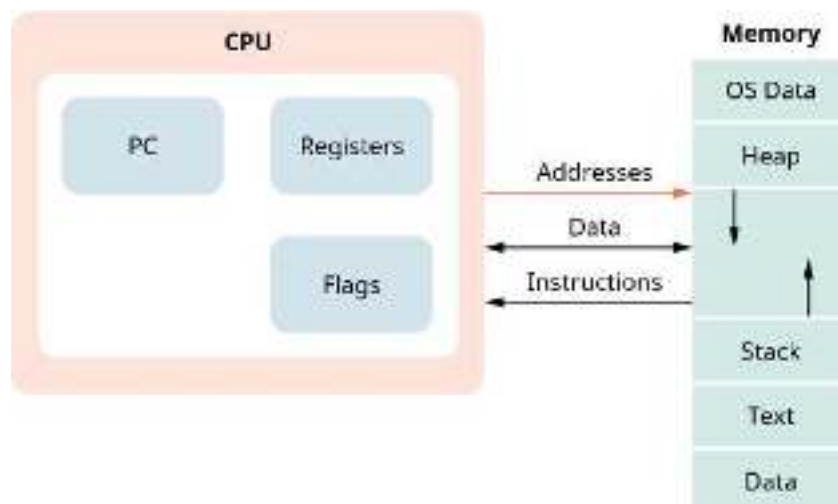 CPU
PC
Registers
Flags
Addresses
Data
Instructions
Memory
OS Data
Heap
Stack
Text
Data